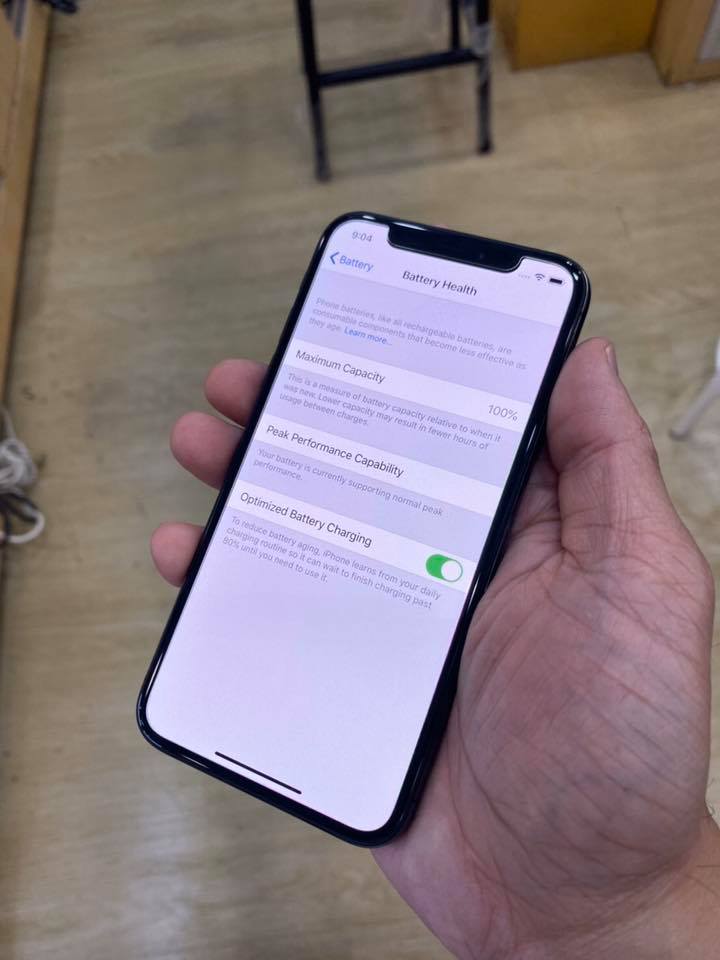 9:04
Battery
Battery Health
Phone batteries, like all rechargeable batteries, are
consumable components that become less effective as
they age. Learn more...
Maximum Capacity
100%
This is a measure of battery capacity relative to when it
was new. Lower capacity may result in fewer hours of
usage between charges.
Peak Performance Capability
Your battery is currently supporting normal peak
performance.
Optimized Battery Charging
To reduce battery aging, iPhone learns from your daily
charging routine so it can wait to finish charging past
80% until you need to use it.